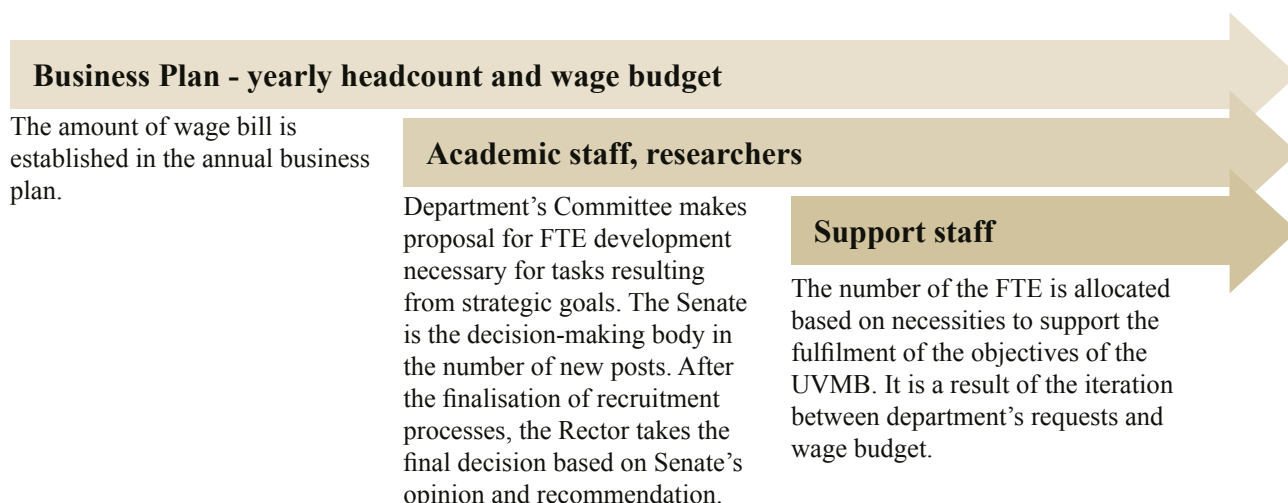 Business Plan - yearly headcount and wage budget
The amount of wage bill is
established in the annual business
plan.
Academic staff, researchers
Department’s Committee makes
proposal for FTE development
necessary for tasks resulting
from strategic goals. The Senate
is the decision-making body in
the number of new posts. After
the finalisation of recruitment
processes, the Rector takes the
final decision based on Senate’s
opinion and recommendation.
Support staff
The number of the FTE is allocated
based on necessities to support the
fulfilment of the objectives of the
UVMB. It is a result of the iteration
between department’s requests and
wage budget.